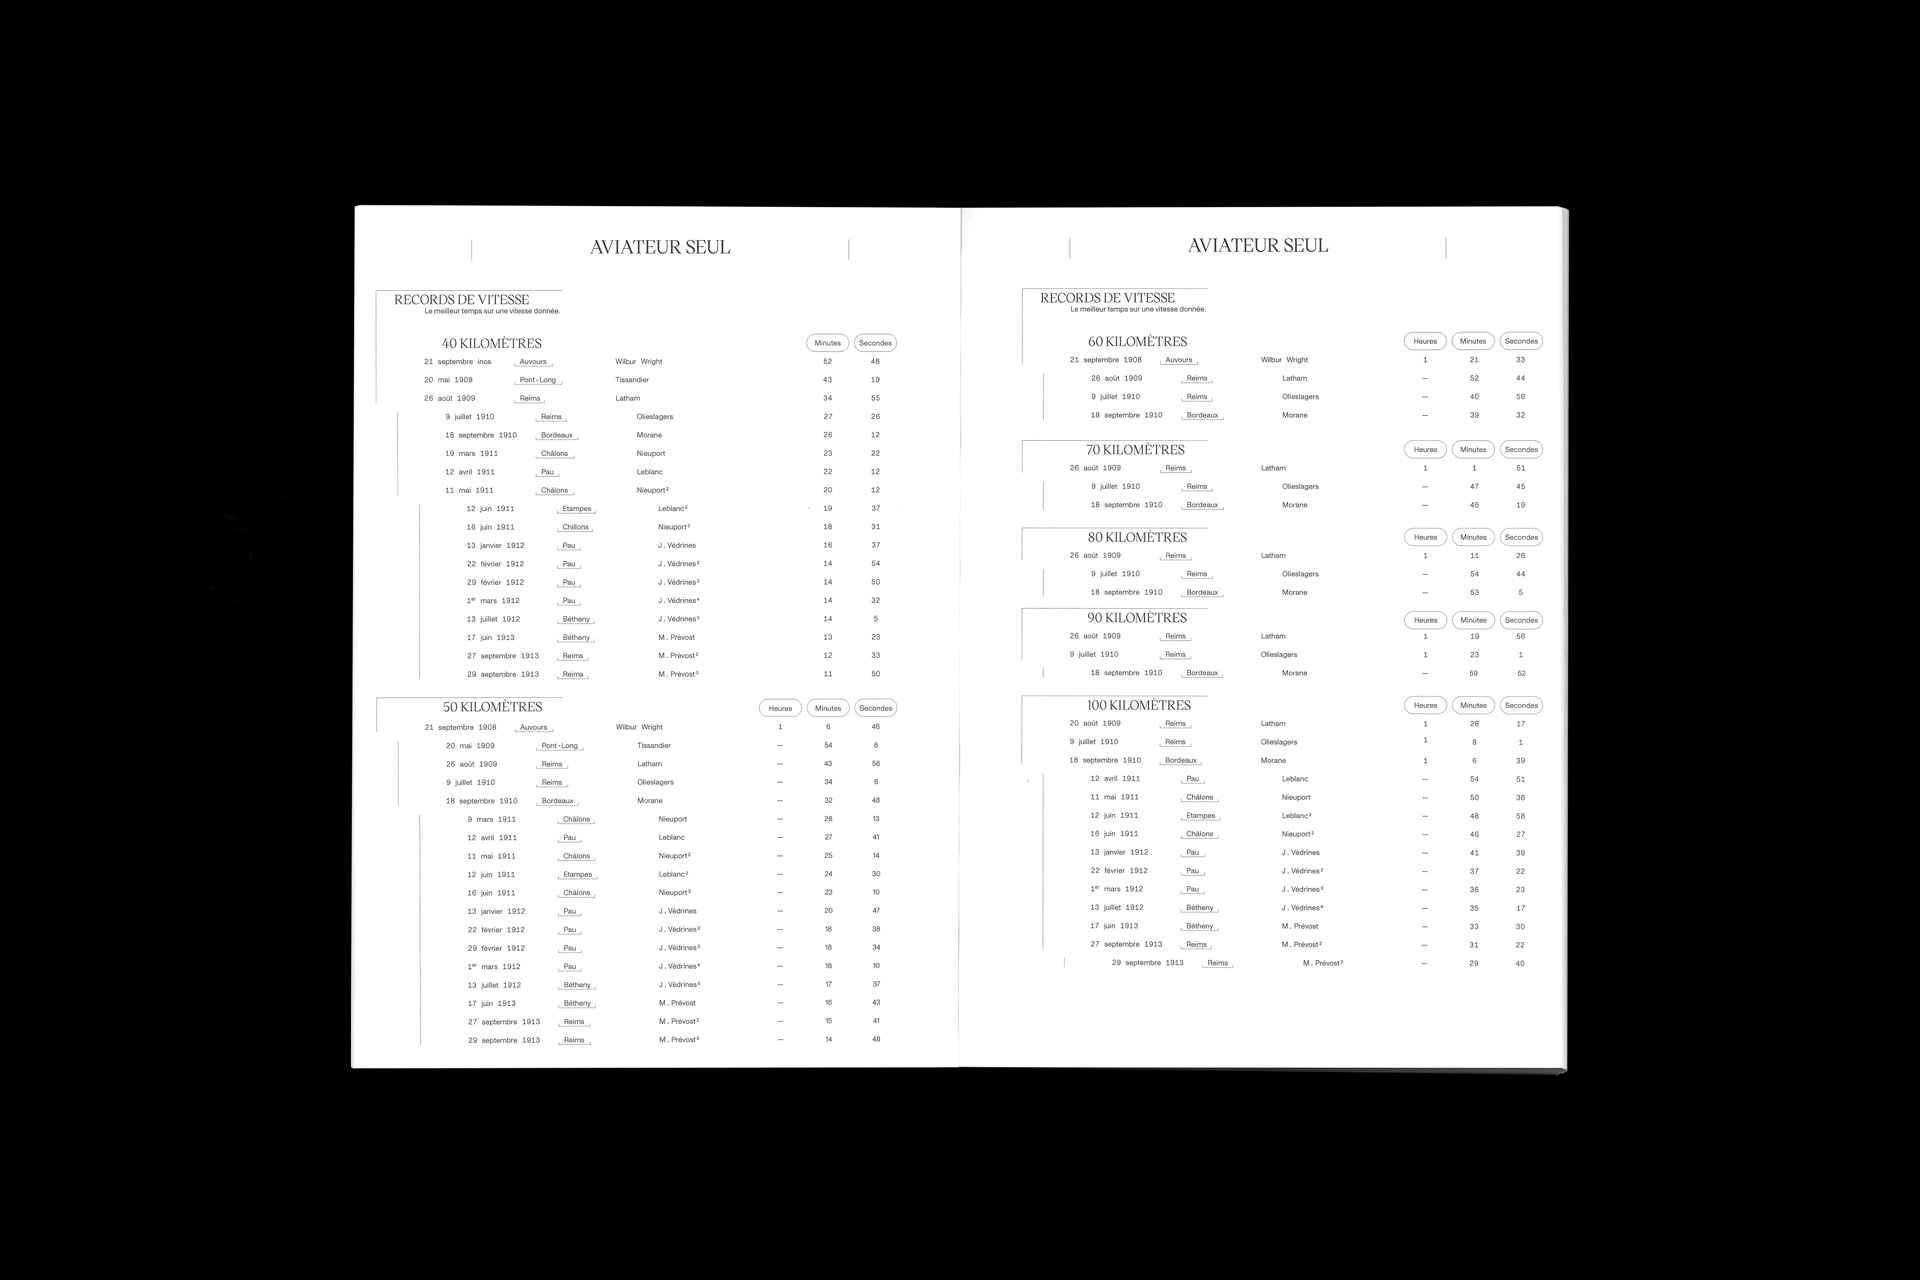 AVIATEUR SEUL
RECORDS DE VITESSE
Le meilleur temps sur une vitesse donnée.
40 KILOMÈTRES Minutes Secondes
21 septembre inos Auvours Wilbur Wright 52 48
20 mai 1909 Pont-Long Tissandier 43 19
26 août 1909 Reims Latham 34 55
9 juillet 1910 Reims Olieslagers 27 26
18 septembre 1910 Bordeaux Morane 26 12
19 mars 1911 Châlons Nieuport 23 22
12 avril 1911 Pau Leblanc 22 12
11 mai 1911 Châlons Nieuport² 20 12
12 juin 1911 Etampes Leblanc² 19 37
16 juin 1911 Chillons Nieuport³ 18 31
13 janvier 1912 Pau J. Védrines 16 37
22 février 1912 Pau J. Védrines² 14 54
29 février 1912 Pau J. Védrines³ 14 50
1er mars 1912 Pau J. Védrines⁴ 14 32
13 juillet 1912 Bétheny J. Védrines⁵ 14 5
17 juin 1913 Bétheny M. Prévost 13 23
27 septembre 1913 Reims M. Prévost² 12 33
29 septembre 1913 Reims M. Prévost³ 11 50
50 KILOMÈTRES Heures Minutes Secondes
21 septembre 1908 Auvours Wilbur Wright 1 6 46
20 mai 1909 Pont-Long Tissandier — 54 8
26 août 1909 Reims Latham — 43 56
9 juillet 1910 Reims Olieslagers — 34 6
18 septembre 1910 Bordeaux Morane — 32 48
9 mars 1911 Châlons Nieuport — 28 13
12 avril 1911 Pau Leblanc — 27 41
11 mai 1911 Châlons Nieuport² — 25 14
12 juin 1911 Etampes Leblanc² — 24 30
16 juin 1911 Châlons Nieuport³ — 23 10
13 janvier 1912 Pau J. Védrines — 20 47
22 février 1912 Pau J. Védrines² — 18 38
29 février 1912 Pau J. Védrines³ — 18 34
1er mars 1912 Pau J. Védrines⁴ — 18 10
13 juillet 1912 Bétheny J. Védrines⁵ — 17 37
17 juin 1913 Bétheny M. Prévost — 16 43
27 septembre 1913 Reims M. Prévost² — 15 41
29 septembre 1913 Reims M. Prévost³ — 14 48
AVIATEUR SEUL
RECORDS DE VITESSE
Le meilleur temps sur une vitesse donnée.
60 KILOMÈTRES Heures Minutes Secondes
21 septembre 1908 Auvours Wilbur Wright 1 21 33
26 août 1909 Reims Latham — 52 44
9 juillet 1910 Reims Olieslagers — 40 56
18 septembre 1910 Bordeaux Morane — 39 32
70 KILOMÈTRES Heures Minutes Secondes
26 août 1909 Reims Latham 1 1 51
9 juillet 1910 Reims Olieslagers — 47 45
18 septembre 1910 Bordeaux Morane — 46 19
80 KILOMÈTRES Heures Minutes Secondes
26 août 1909 Reims Latham 1 11 26
9 juillet 1910 Reims Olieslagers — 54 44
18 septembre 1910 Bordeaux Morane — 53 5
90 KILOMÈTRES Heures Minutes Secondes
26 août 1909 Reims Latham 1 19 56
9 juillet 1910 Reims Olieslagers 1 23 1
18 septembre 1910 Bordeaux Morane — 59 52
100 KILOMÈTRES Heures Minutes Secondes
20 août 1909 Reims Latham 1 28 17
9 juillet 1910 Reims Olieslagers 1 8 1
18 septembre 1910 Bordeaux Morane 1 6 39
12 avril 1911 Pau Leblanc — 54 51
11 mai 1911 Châlons Nieuport — 50 36
12 juin 1911 Etampes Leblanc² — 48 58
16 juin 1911 Châlons Nieuport² — 46 27
13 janvier 1912 Pau J. Védrines — 41 39
22 février 1912 Pau J. Védrines² — 37 22
1er mars 1912 Pau J. Védrines³ — 36 23
13 juillet 1912 Bétheny J. Védrines⁴ — 35 17
17 juin 1913 Bétheny M. Prévost — 33 30
27 septembre 1913 Reims M. Prévost² — 31 22
29 septembre 1913 Reims M. Prévost³ — 29 40